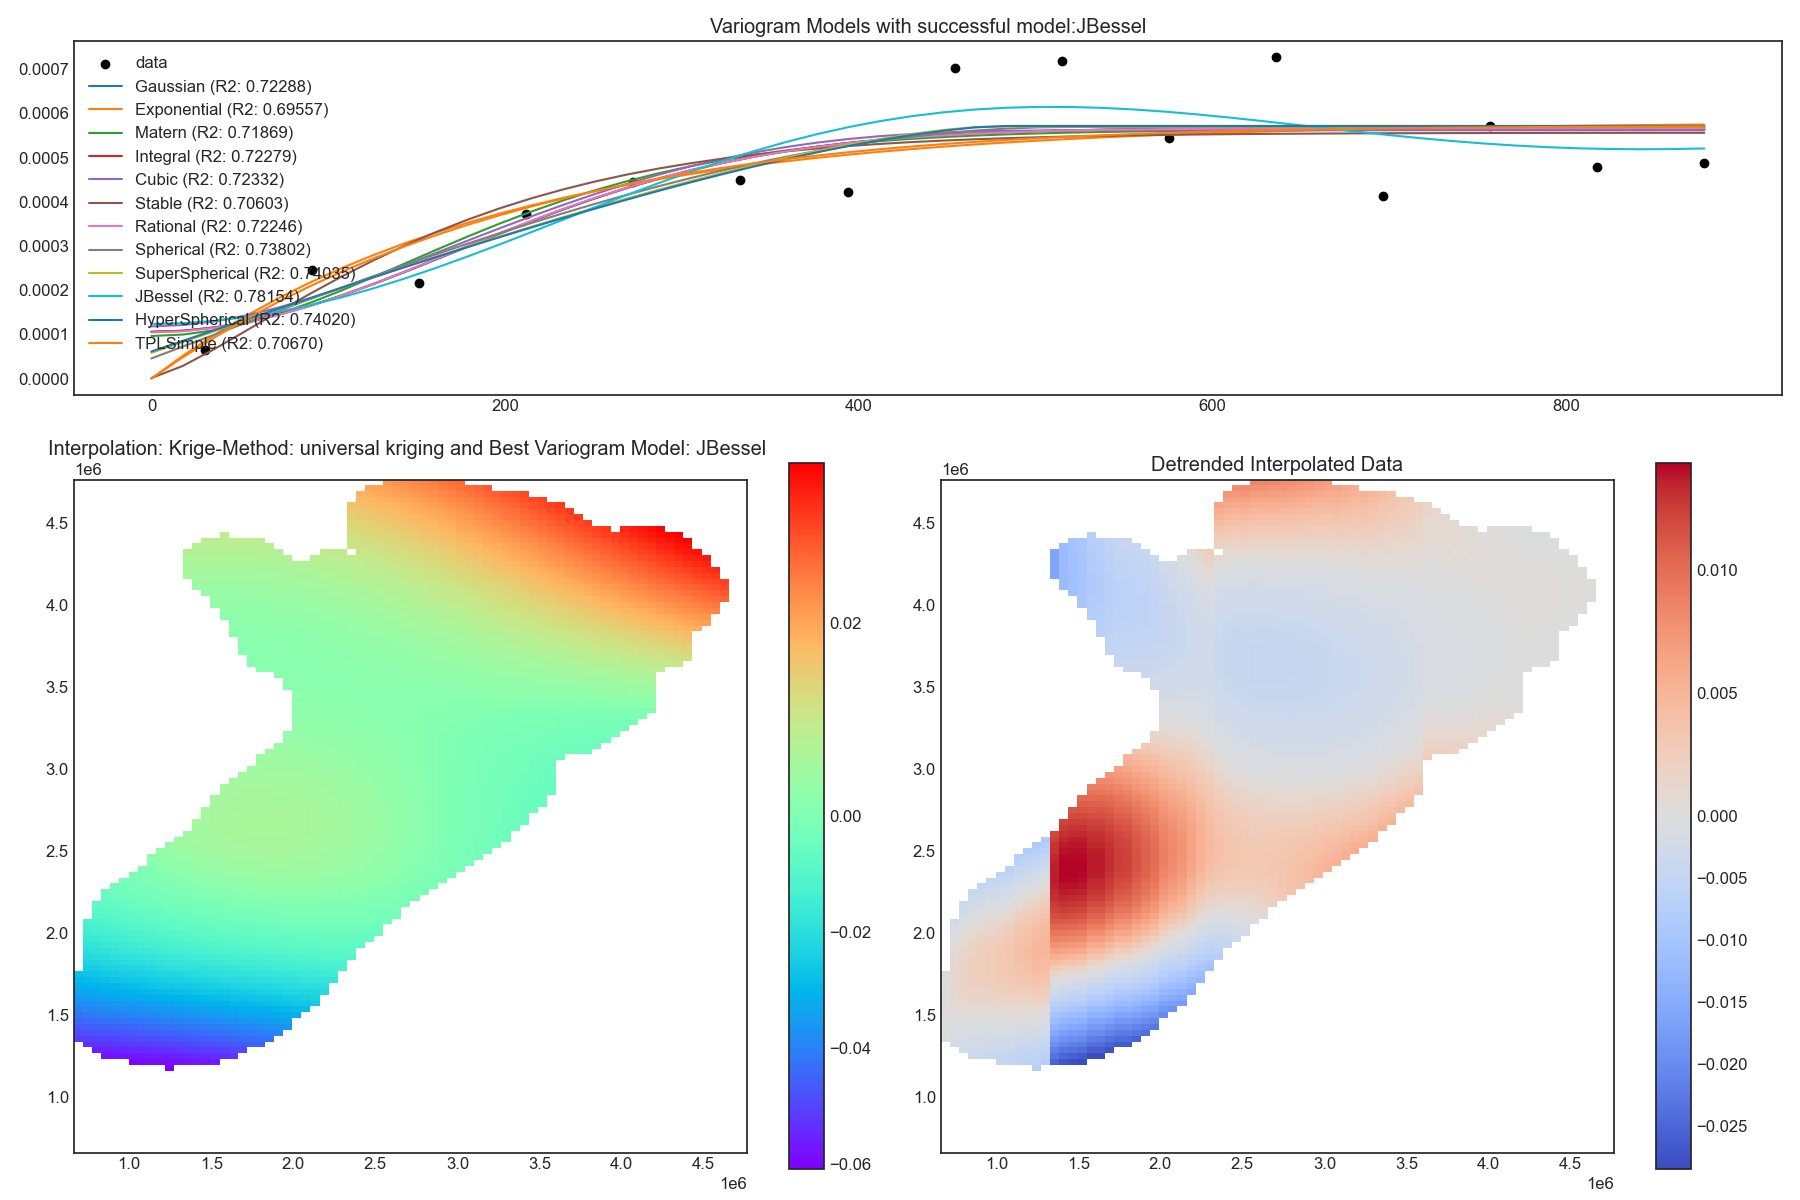 Variogram Models with successful model:JBessel
0.0007
0.0006
0.0005
0.0004
0.0003
0.0002
0.0001
0.0000
data
Gaussian (R2: 0.72288)
Exponential (R2: 0.69557)
Matern (R2: 0.71869)
Integral (R2: 0.72279)
Cubic (R2: 0.72332)
Stable (R2: 0.70603)
Rational (R2: 0.72246)
Spherical (R2: 0.73802)
SuperSpherical (R2: 0.74035)
JBessel (R2: 0.78154)
HyperSpherical (R2: 0.74020)
TPLSimple (R2: 0.70670)
0 200 400 600 800
Interpolation: Krige-Method: universal kriging and Best Variogram Model: JBessel
1e6
4.5
4.0
3.5
3.0
2.5
2.0
1.5
1.0
1.0 1.5 2.0 2.5 3.0 3.5 4.0 4.5
1e6
0.02
0.00
−0.02
−0.04
−0.06
Detrended Interpolated Data
1e6
4.5
4.0
3.5
3.0
2.5
2.0
1.5
1.0
1.0 1.5 2.0 2.5 3.0 3.5 4.0 4.5
1e6
0.010
0.005
0.000
−0.005
−0.010
−0.015
−0.020
−0.025